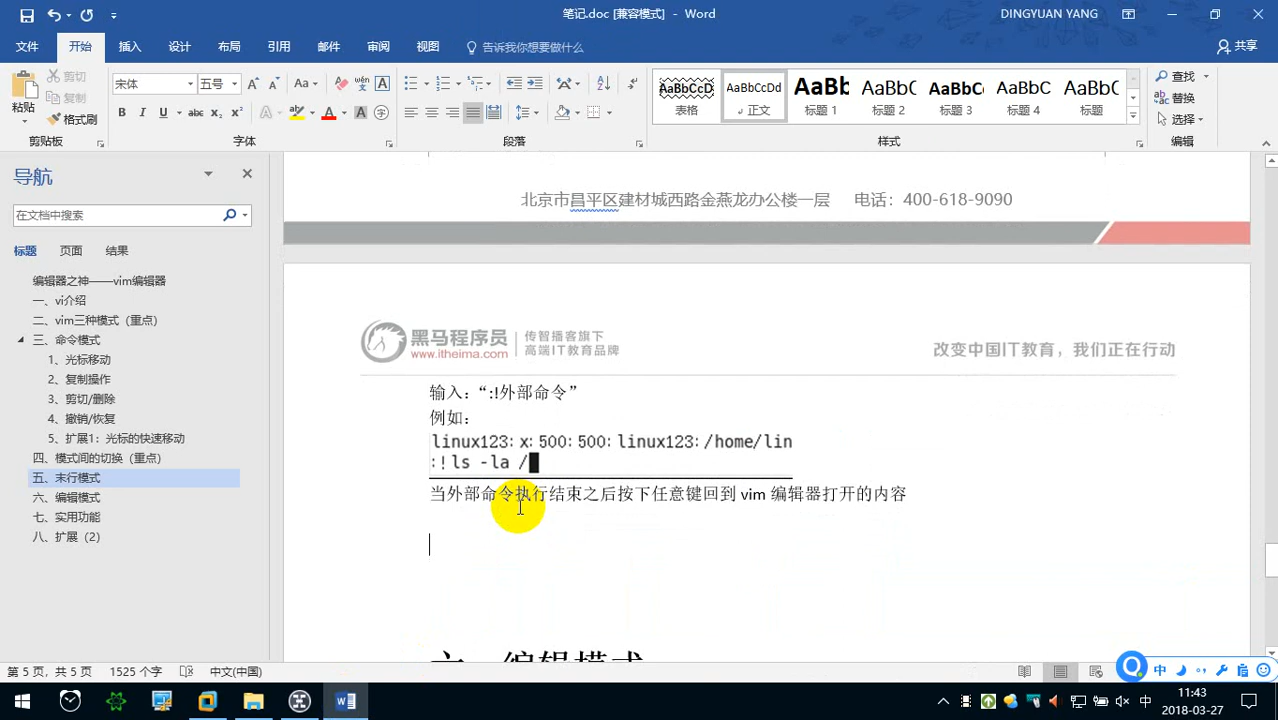 笔记.doc [兼容模式] - Word
DINGYUAN YANG
文件 开始 插入 设计 布局 引用 邮件 审阅 视图 告诉我你想要做什么 共享
粘贴
剪切
复制
格式刷
宋体 五号
AaBbCcD AaBbCcDd AaBb AaBbC AaBbC AaBbC AaBbC
表格 正文 标题 1 标题 2 标题 3 标题 4 标题
查找
替换
选择
剪贴板 字体 段落 样式 编辑
导航
在文档中搜索
标题 页面 结果
编辑器之神——vim编辑器
一、vi介绍
二、vim三种模式（重点）
三、命令模式
1、光标移动
2、复制操作
3、剪切/删除
4、撤销/恢复
5、扩展1：光标的快速移动
四、模式间的切换（重点）
五、末行模式
六、编辑模式
七、实用功能
八、扩展（2）
北京市昌平区建材城西路金燕龙办公楼一层 电话：400-618-9090
黑马程序员
www.itheima.com
传智播客旗下
高端IT教育品牌
改变中国IT教育，我们正在行动
输入：“:!外部命令”
例如：
linux123:x:500:500:linux123:/home/lin
:!ls -la /
当外部命令执行结束之后按下任意键回到 vim 编辑器打开的内容
六、编辑模式
第 5 页，共 5 页 1525 个字 中文(中国)
中
中 11:43
2018-03-27